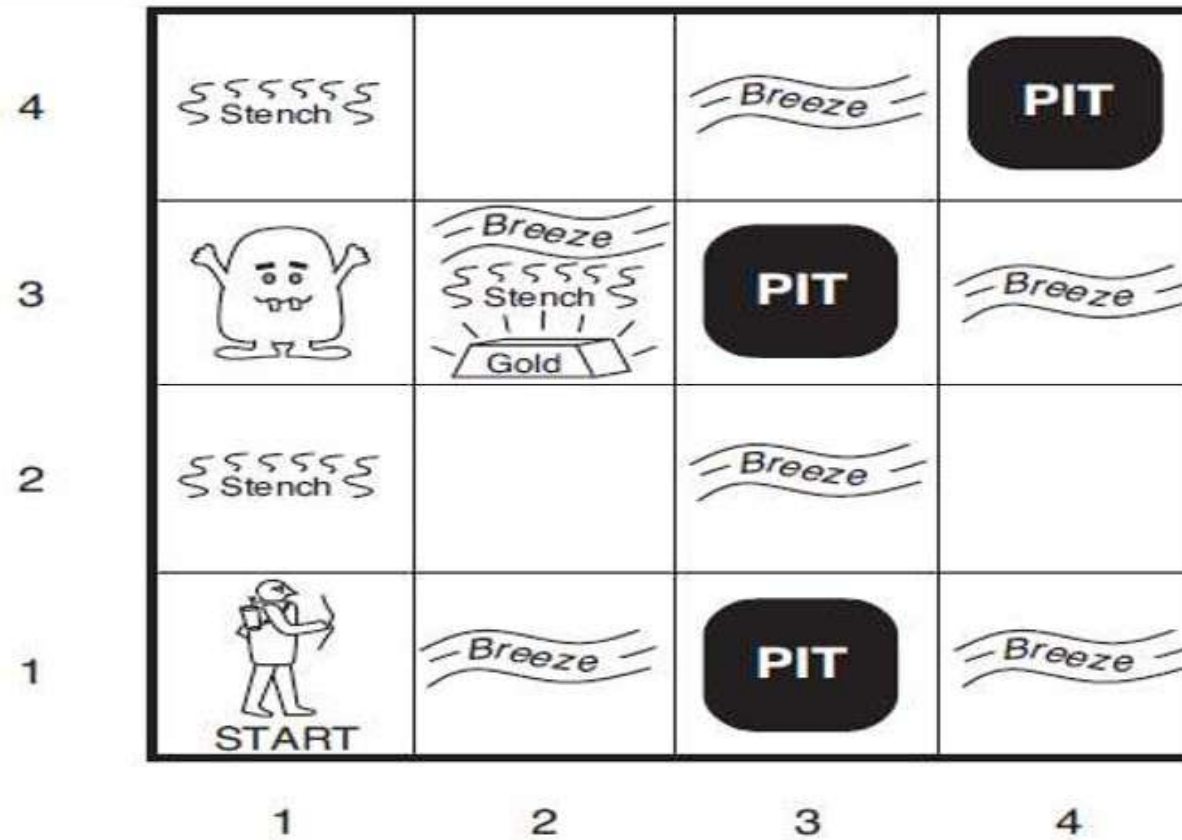 4
Stench
Breeze
PIT
3
Breeze
Stench
Gold
PIT
Breeze
2
Stench
Breeze
1
START
Breeze
PIT
Breeze
1 2 3 4